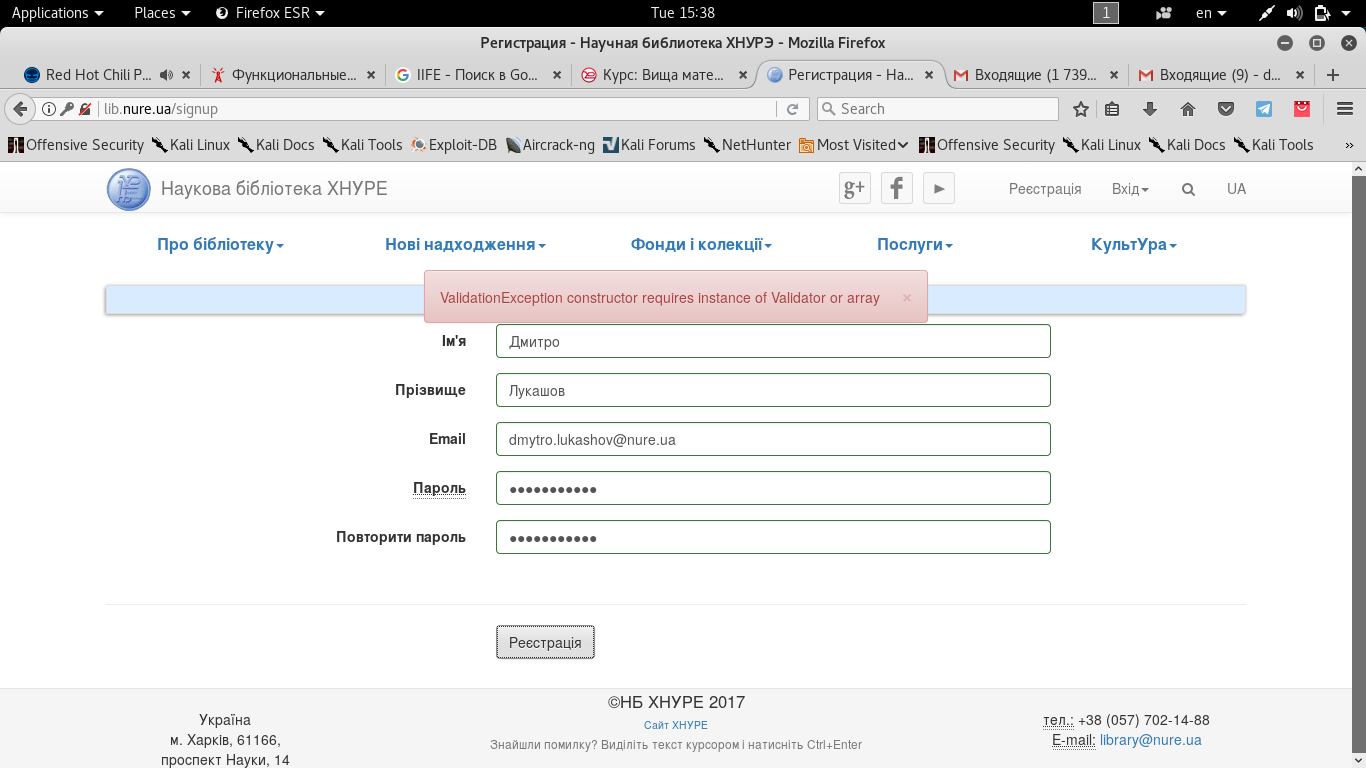 Applications Places Firefox ESR Tue 15:38 1 en
Регистрация - Научная библиотека ХНУРЭ - Mozilla Firefox
Red Hot Chili P... Функциональные... IIFE - Поиск в Go... Курс: Вища мате... Регистрация - На... Входящие (1 739... Входящие (9) - d...
lib.nure.ua/signup Search
Offensive Security Kali Linux Kali Docs Kali Tools Exploit-DB Aircrack-ng Kali Forums NetHunter Most Visited Offensive Security Kali Linux Kali Docs Kali Tools »
Наукова бібліотека ХНУРЕ g+ f Реєстрація Вхід UA
Про бібліотеку Нові надходження Фонди і колекції Послуги КультУра
ValidationException constructor requires instance of Validator or array ×
Ім'я Дмитро
Прізвище Лукашов
Email dmytro.lukashov@nure.ua
Пароль •••••••••••
Повторити пароль •••••••••••
Реєстрація
©НБ ХНУРЕ 2017
Україна Сайт ХНУРЕ тел.: +38 (057) 702-14-88
м. Харків, 61166, Знайшли помилку? Виділіть текст курсором і натисніть Ctrl+Enter E-mail: library@nure.ua
проспект Науки, 14